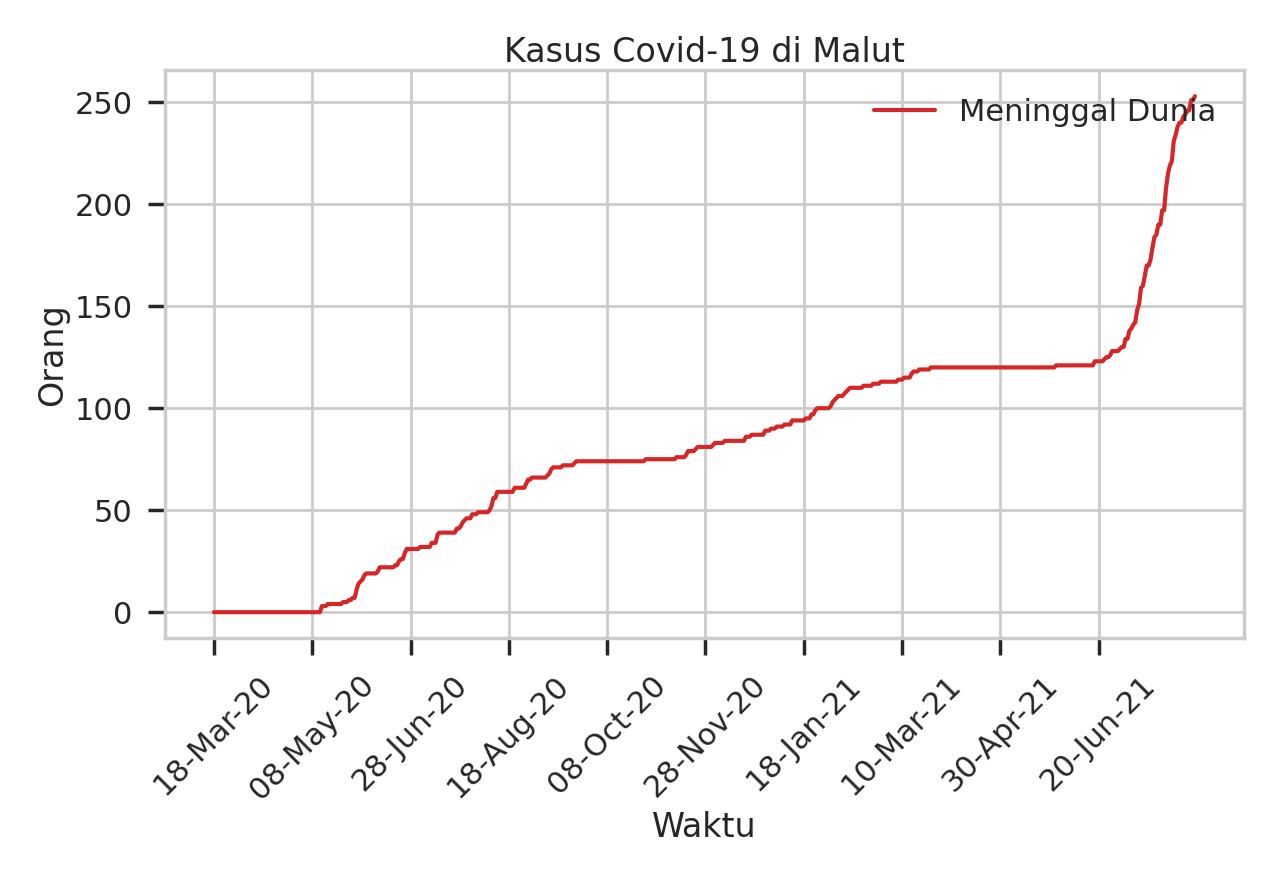 Kasus Covid-19 di Malut
Meninggal Dunia
250
200
150
100
50
0
Orang
18-Mar-20
08-May-20
28-Jun-20
18-Aug-20
08-Oct-20
28-Nov-20
18-Jan-21
10-Mar-21
30-Apr-21
20-Jun-21
Waktu